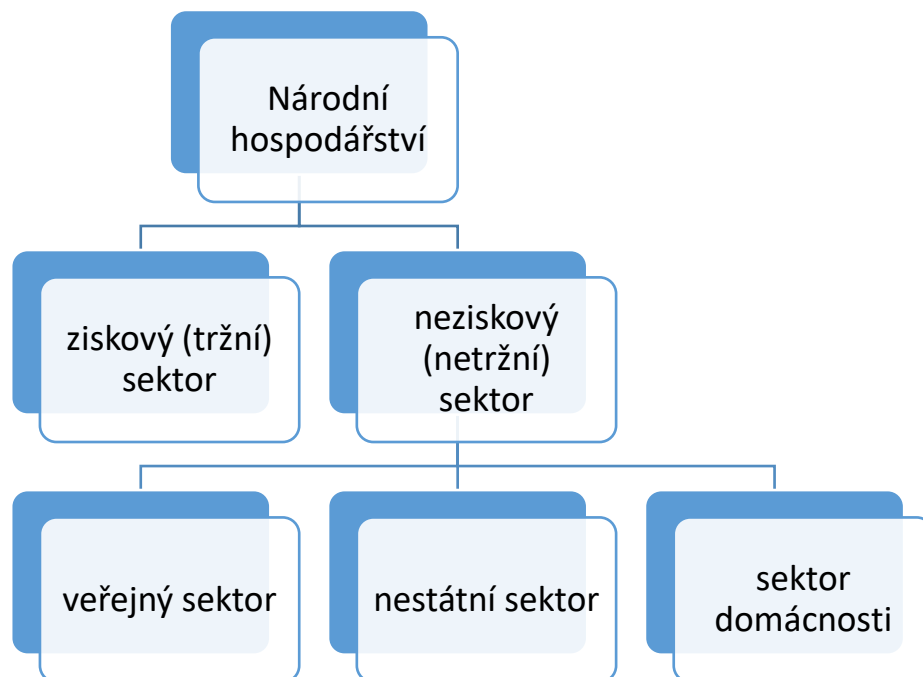 Národní
hospodářství
ziskový (tržní)
sektor
neziskový
(netržní)
sektor
veřejný sektor
nestátní sektor
sektor
domácnosti